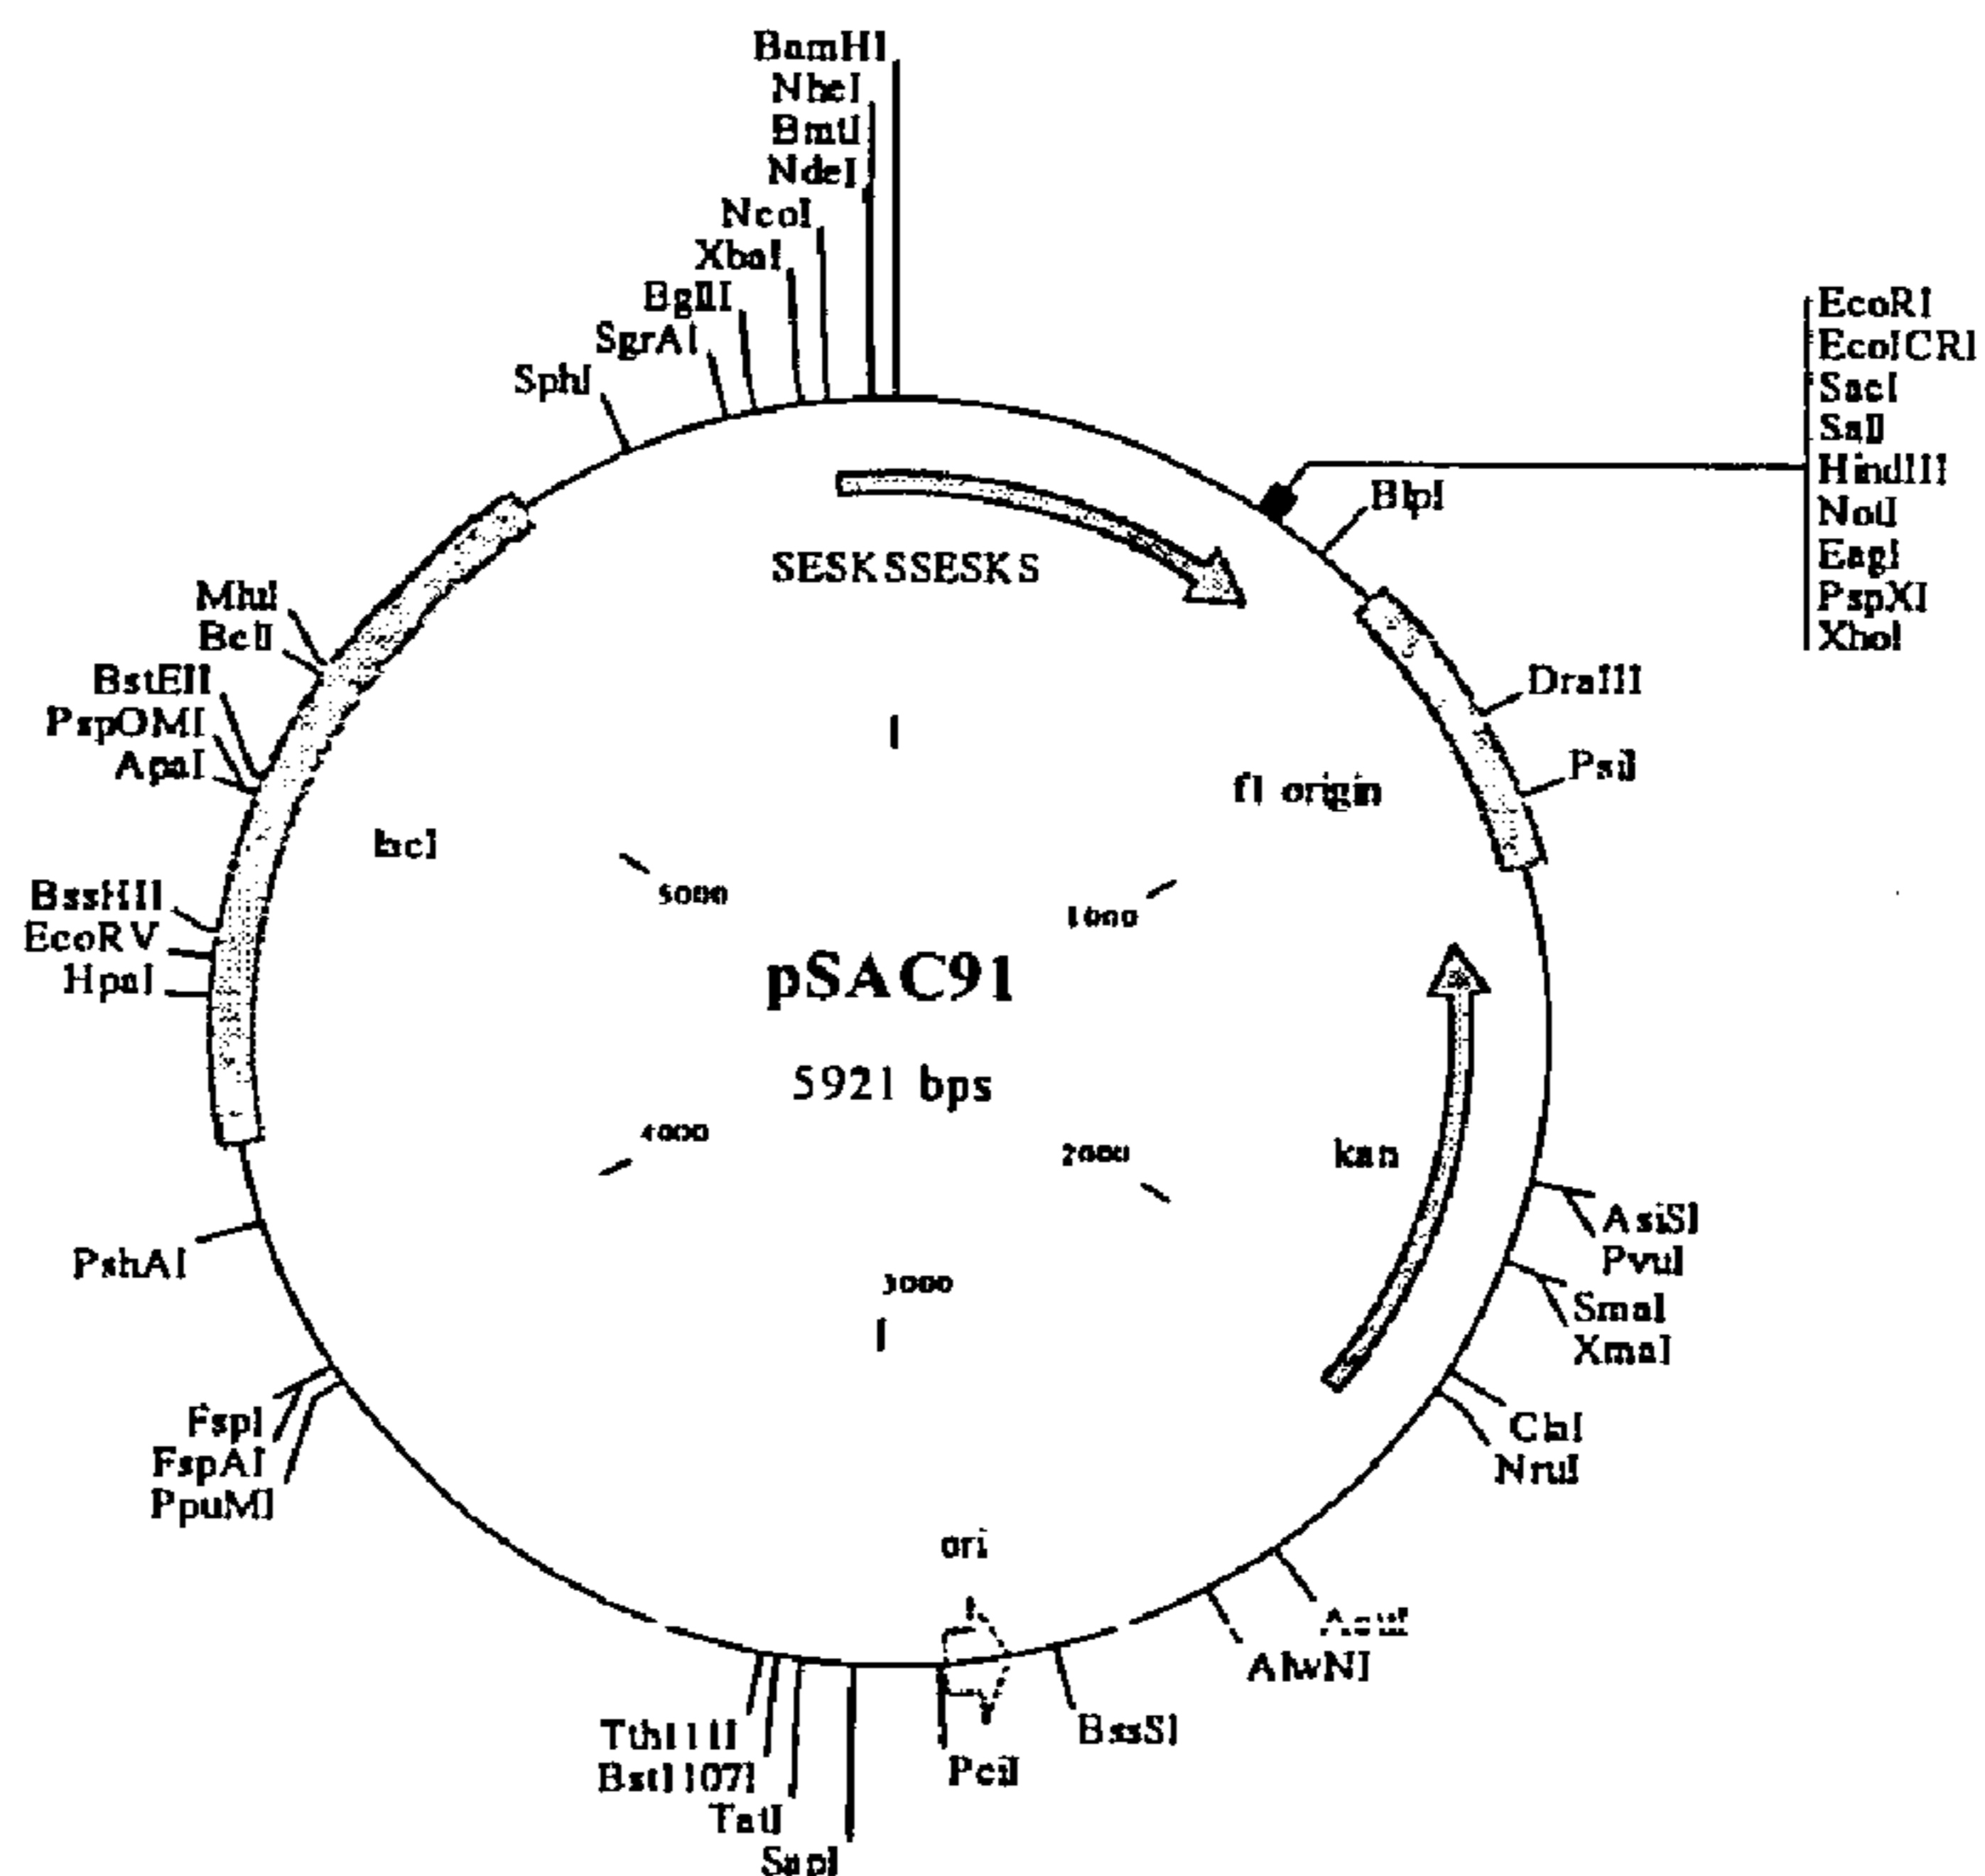 BamHI
NheI
BmtI
NdeI
NcoI
XbaI
BglII
SgrAI
SphI
EcoRI
EcoICRI
SacI
SalI
HindIII
NotI
EagI
PspXI
XhoI
BlpI
SESKSSESKS
MluI
BclI
BstEII
PspOMI
ApaI
DraIII
PsiI
1
f1 origin
lacI
5000
1000
BssHII
EcoRV
HpaI
pSAC91
5921 bps
4000
2000
kan
AsiSI
PvuI
SmaI
XmaI
PshAI
3000
ClaI
NruI
FspI
FspAI
PpuMI
ori
AcuI
AlwNI
BssSI
PciI
Tth111I
Bst1107I
TatI
SapI